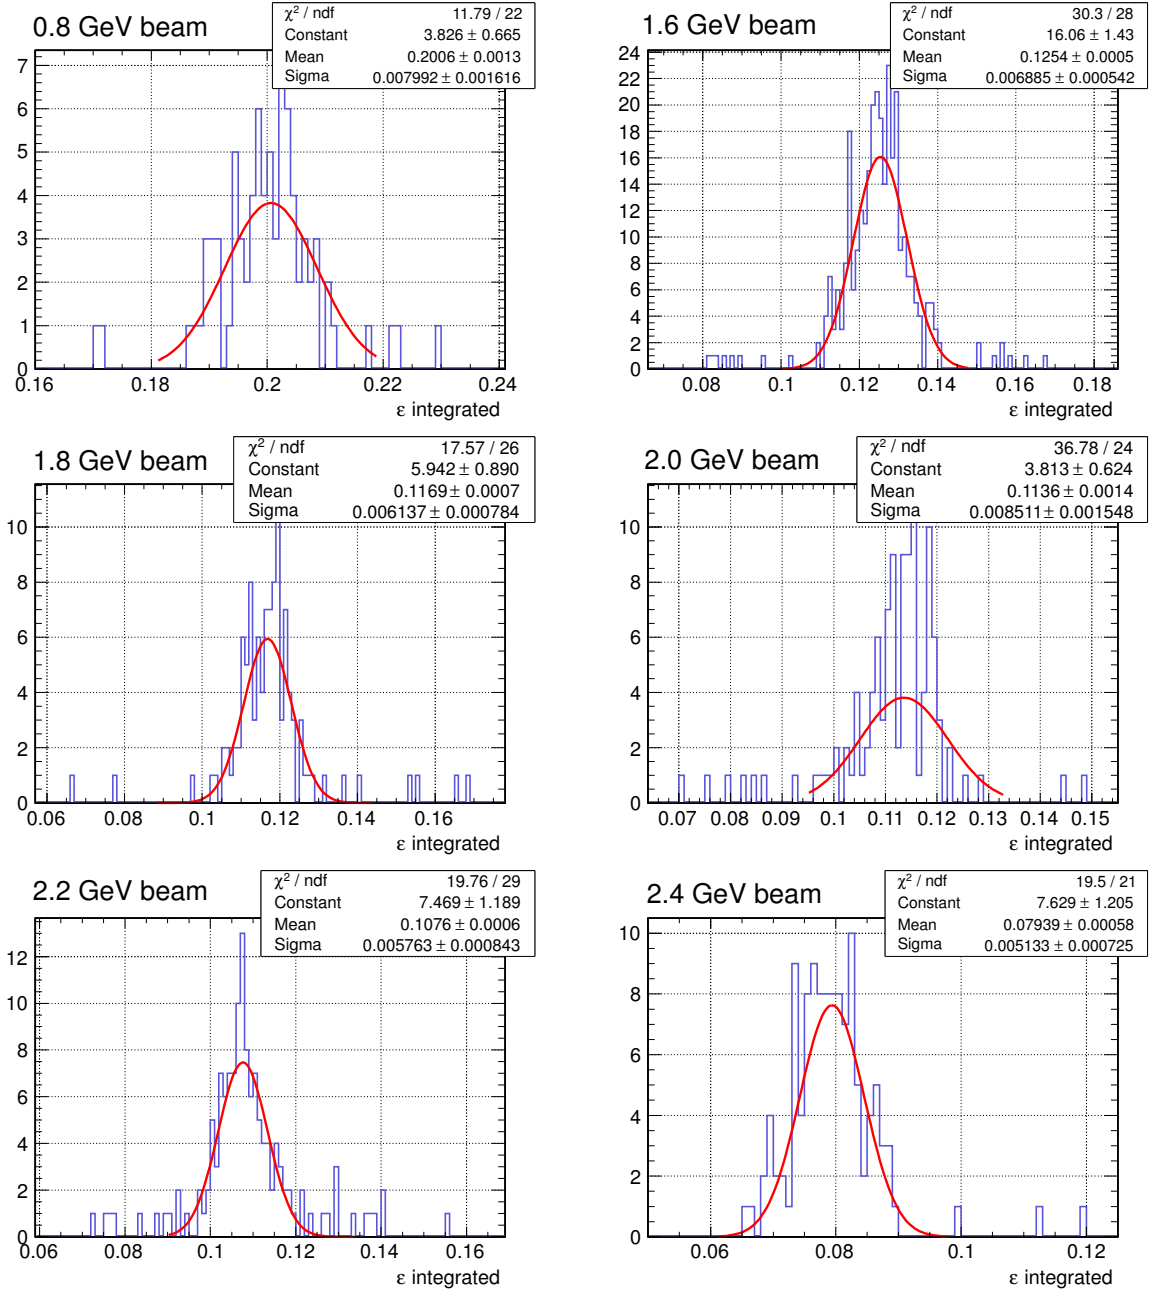 0.8 GeV beam
χ² / ndf 11.79 / 22
Constant 3.826 ± 0.665
Mean 0.2006 ± 0.0013
Sigma 0.007992 ± 0.001616
7
6
5
4
3
2
1
0
0.16 0.18 0.2 0.22 0.24
ε integrated
1.6 GeV beam
χ² / ndf 30.3 / 28
Constant 16.06 ± 1.43
Mean 0.1254 ± 0.0005
Sigma 0.006885 ± 0.000542
24
22
20
18
16
14
12
10
8
6
4
2
0
0.08 0.1 0.12 0.14 0.16 0.18
ε integrated
1.8 GeV beam
χ² / ndf 17.57 / 26
Constant 5.942 ± 0.890
Mean 0.1169 ± 0.0007
Sigma 0.006137 ± 0.000784
10
8
6
4
2
0
0.06 0.08 0.1 0.12 0.14 0.16
ε integrated
2.0 GeV beam
χ² / ndf 36.78 / 24
Constant 3.813 ± 0.624
Mean 0.1136 ± 0.0014
Sigma 0.008511 ± 0.001548
10
8
6
4
2
0
0.07 0.08 0.09 0.1 0.11 0.12 0.13 0.14 0.15
ε integrated
2.2 GeV beam
χ² / ndf 19.76 / 29
Constant 7.469 ± 1.189
Mean 0.1076 ± 0.0006
Sigma 0.005763 ± 0.000843
12
10
8
6
4
2
0
0.06 0.08 0.1 0.12 0.14 0.16
ε integrated
2.4 GeV beam
χ² / ndf 19.5 / 21
Constant 7.629 ± 1.205
Mean 0.07939 ± 0.00058
Sigma 0.005133 ± 0.000725
10
8
6
4
2
0
0.06 0.08 0.1 0.12
ε integrated